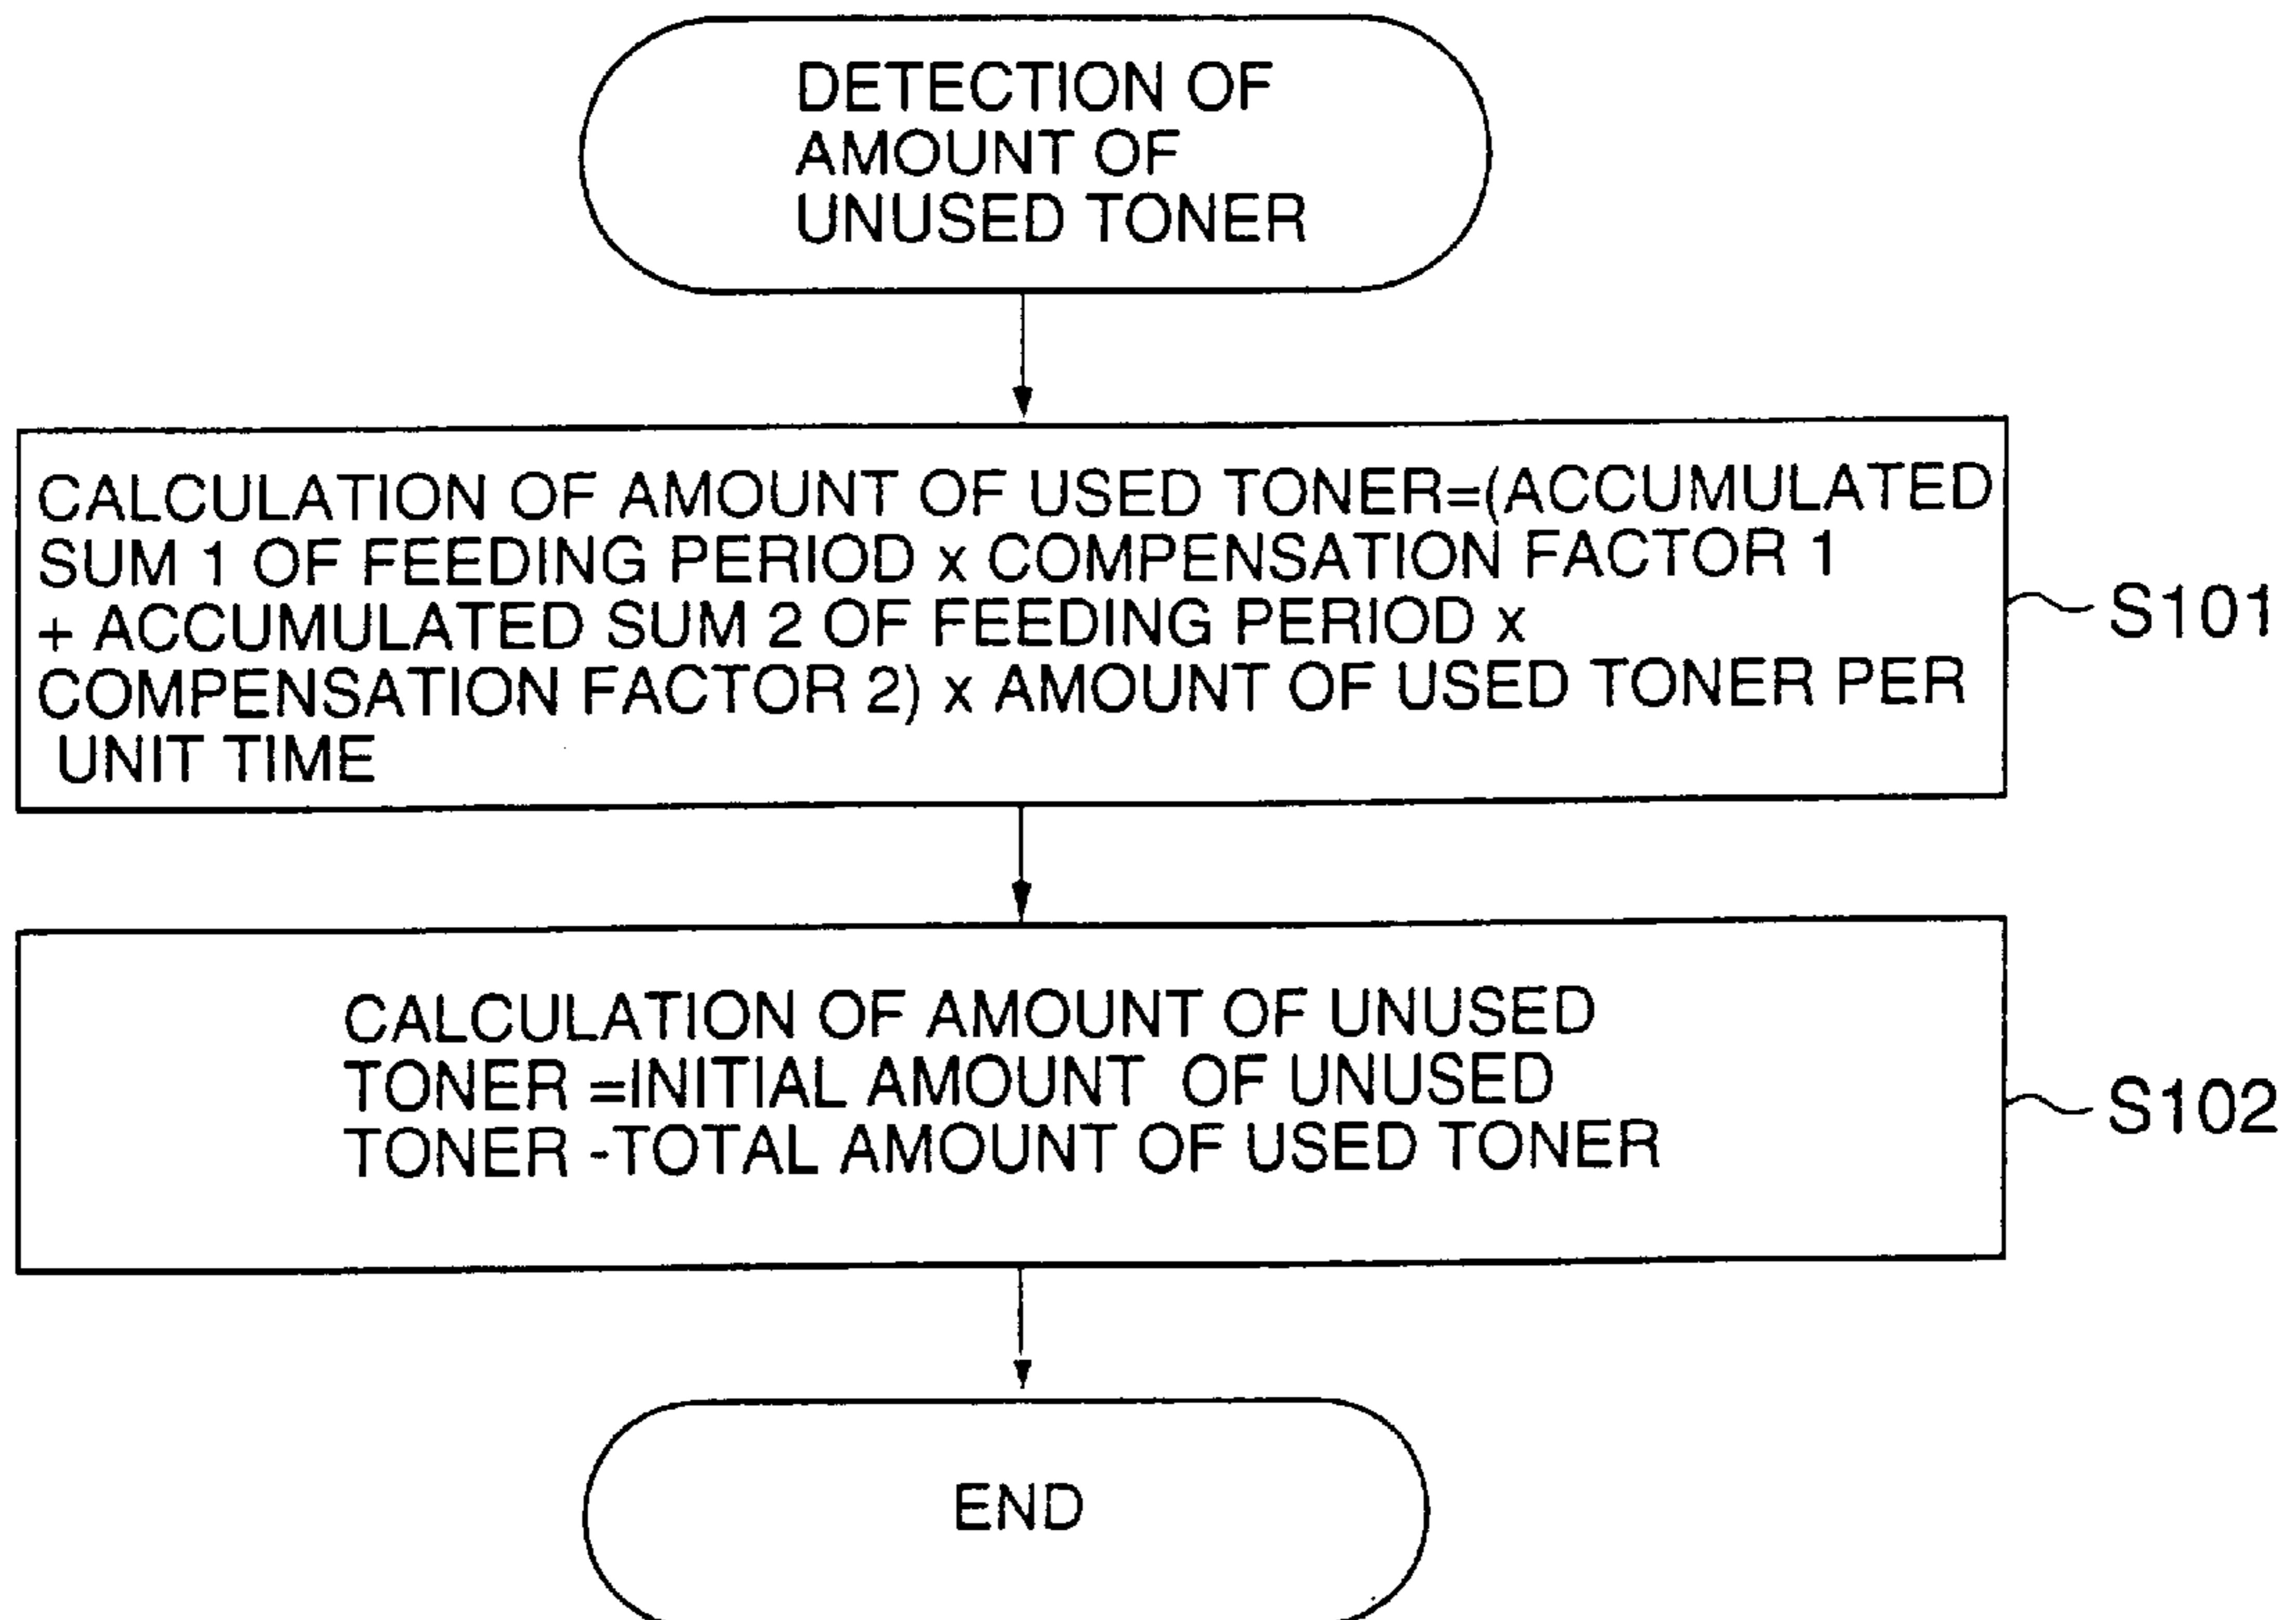 DETECTION OF
AMOUNT OF
UNUSED TONER
CALCULATION OF AMOUNT OF USED TONER=(ACCUMULATED
SUM 1 OF FEEDING PERIOD x COMPENSATION FACTOR 1
+ ACCUMULATED SUM 2 OF FEEDING PERIOD x
COMPENSATION FACTOR 2) x AMOUNT OF USED TONER PER
UNIT TIME
S101
CALCULATION OF AMOUNT OF UNUSED
TONER =INITIAL AMOUNT OF UNUSED
TONER -TOTAL AMOUNT OF USED TONER
S102
END